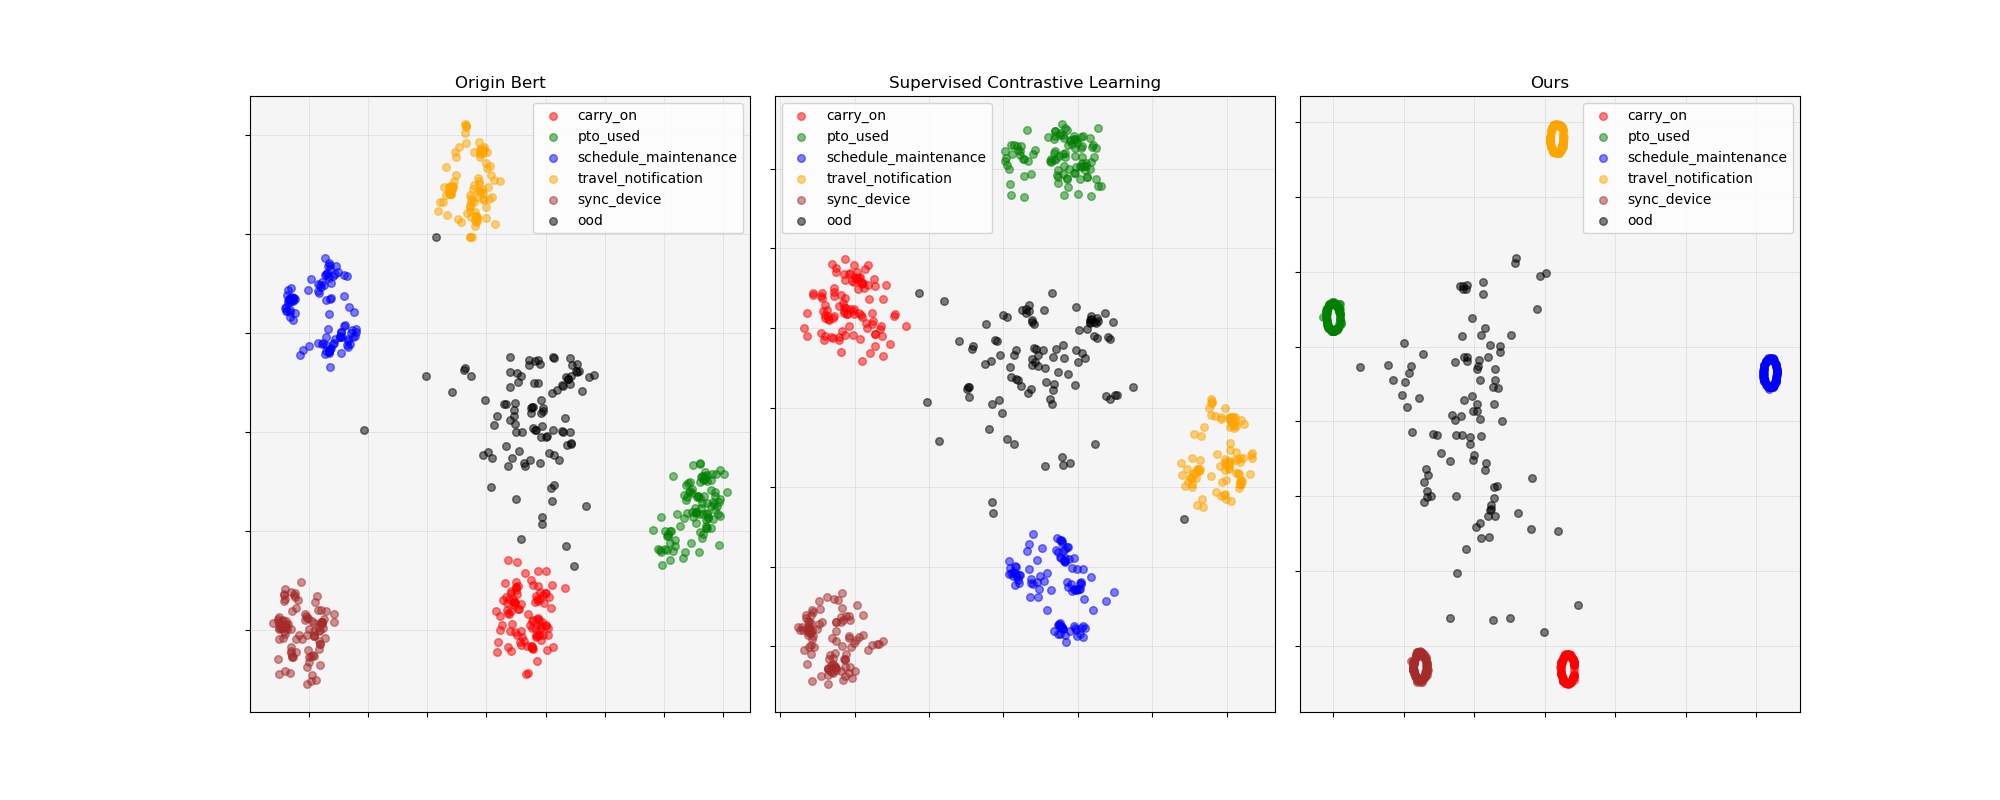 Origin Bert
carry_on
pto_used
schedule_maintenance
travel_notification
sync_device
ood
Supervised Contrastive Learning
carry_on
pto_used
schedule_maintenance
travel_notification
sync_device
ood
Ours
carry_on
pto_used
schedule_maintenance
travel_notification
sync_device
ood